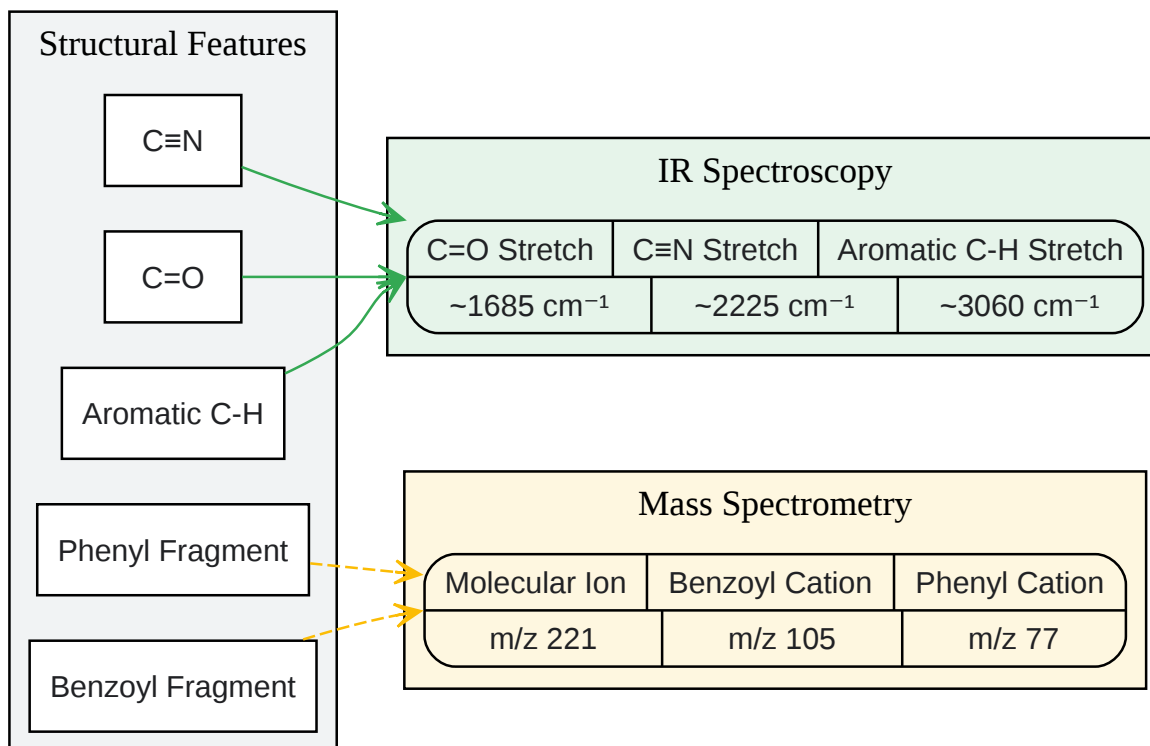 Structural Features
C≡N
C=O
Aromatic C-H
Phenyl Fragment
Benzoyl Fragment
IR Spectroscopy
C=O Stretch C≡N Stretch Aromatic C-H Stretch
~1685 cm⁻¹ ~2225 cm⁻¹ ~3060 cm⁻¹
Mass Spectrometry
Molecular Ion Benzoyl Cation Phenyl Cation
m/z 221 m/z 105 m/z 77